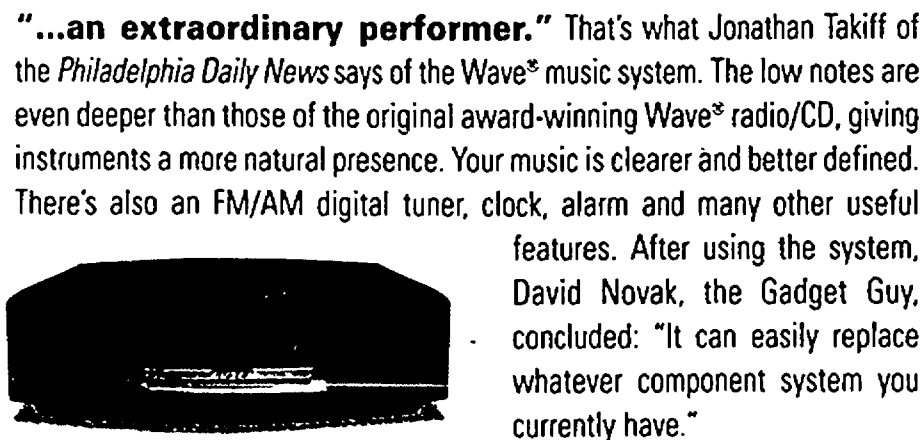 "...an extraordinary performer." That's what Jonathan Takiff of
the Philadelphia Daily News says of the Wave® music system. The low notes are
even deeper than those of the original award-winning Wave® radio/CD, giving
instruments a more natural presence. Your music is clearer and better defined.
There's also an FM/AM digital tuner, clock, alarm and many other useful
features. After using the system,
David Novak, the Gadget Guy,
concluded: "It can easily replace
whatever component system you
currently have."